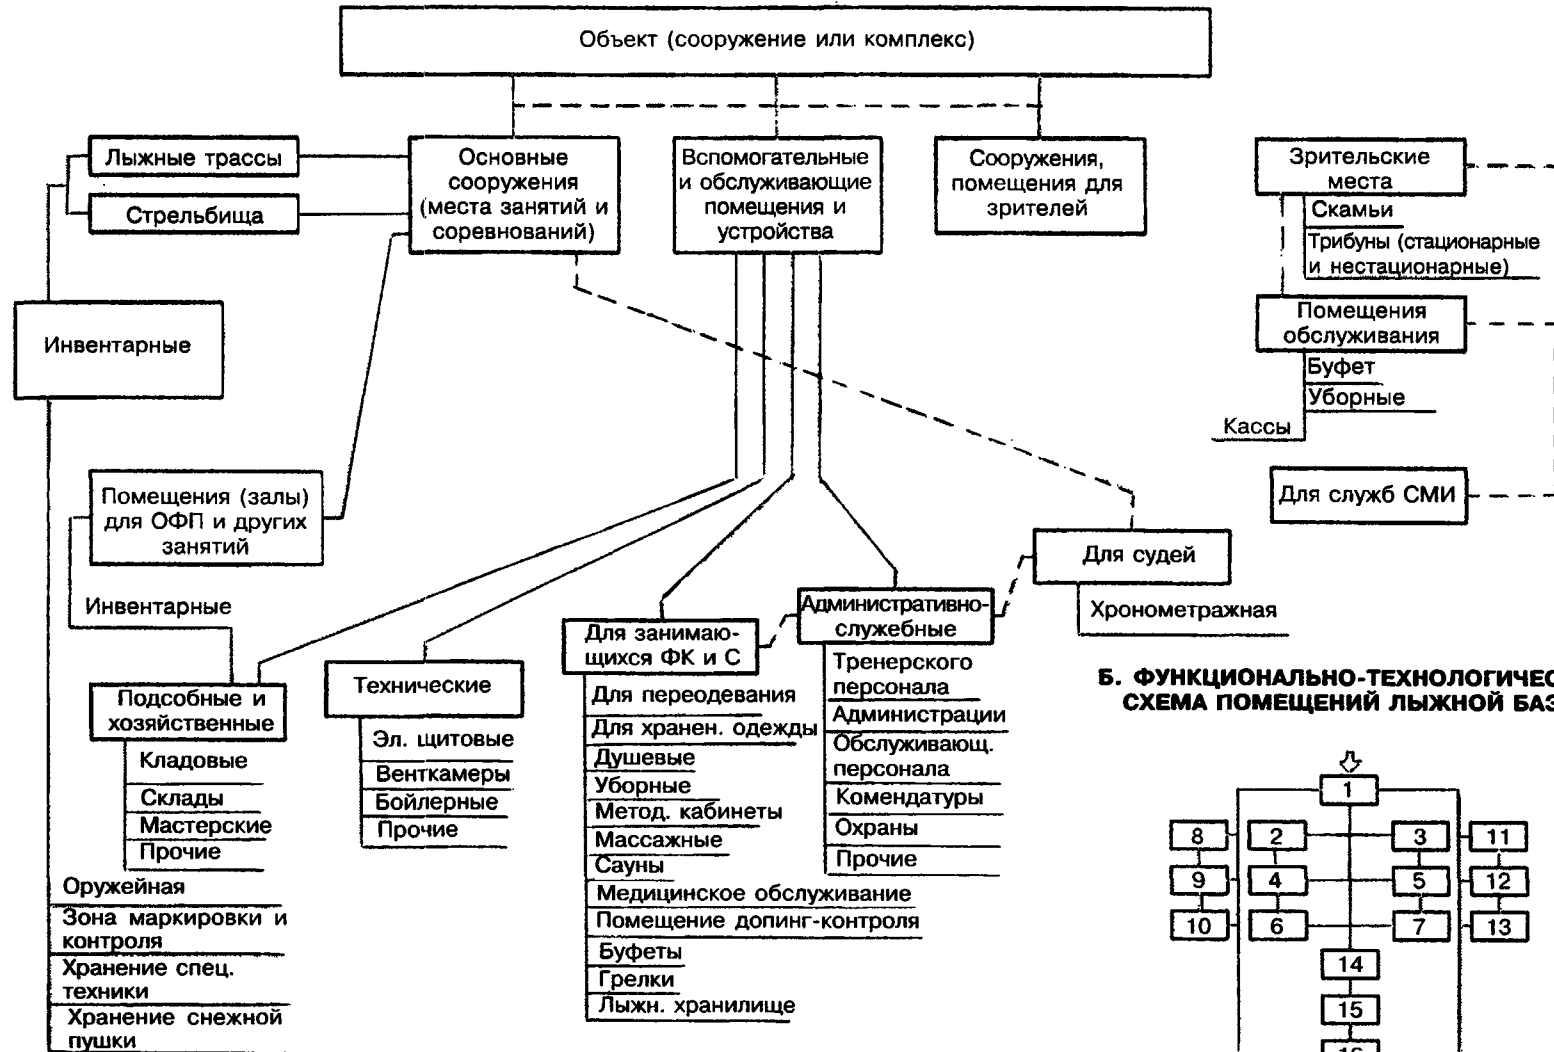 Объект (сооружение или комплекс)
Лыжные трассы
Стрельбища
Основные
сооружения
(места занятий и
соревнований)
Вспомогательные
и обслуживающие
помещения и
устройства
Сооружения,
помещения для
зрителей
Зрительские
места
Скамьи
Трибуны (стационарные
и нестационарные)
Помещения
обслуживания
Буфет
Уборные
Кассы
Для служб СМИ
Инвентарные
Помещения (залы)
для ОФП и других
занятий
Инвентарные
Для судей
Хронометражная
Подсобные и
хозяйственные
Кладовые
Склады
Мастерские
Прочие
Оружейная
Зона маркировки и
контроля
Хранение спец.
техники
Хранение снежной
пушки
Технические
Эл. щитовые
Венткамеры
Бойлерные
Прочие
Для занимаю-
щихся ФК и С
Для переодевания
Для хранен. одежды
Душевые
Уборные
Метод. кабинеты
Массажные
Сауны
Медицинское обслуживание
Помещение допинг-контроля
Буфеты
Грелки
Лыжн. хранилище
Административно-
служебные
Тренерского
персонала
Администрации
Обслуживающ.
персонала
Комендатуры
Охраны
Прочие
Б. ФУНКЦИОНАЛЬНО-ТЕХНОЛОГИЧЕС
СХЕМА ПОМЕЩЕНИЙ ЛЫЖНОЙ БАЗ
1
8 2 3 11
9 4 5 12
10 6 7 13
14
15
16